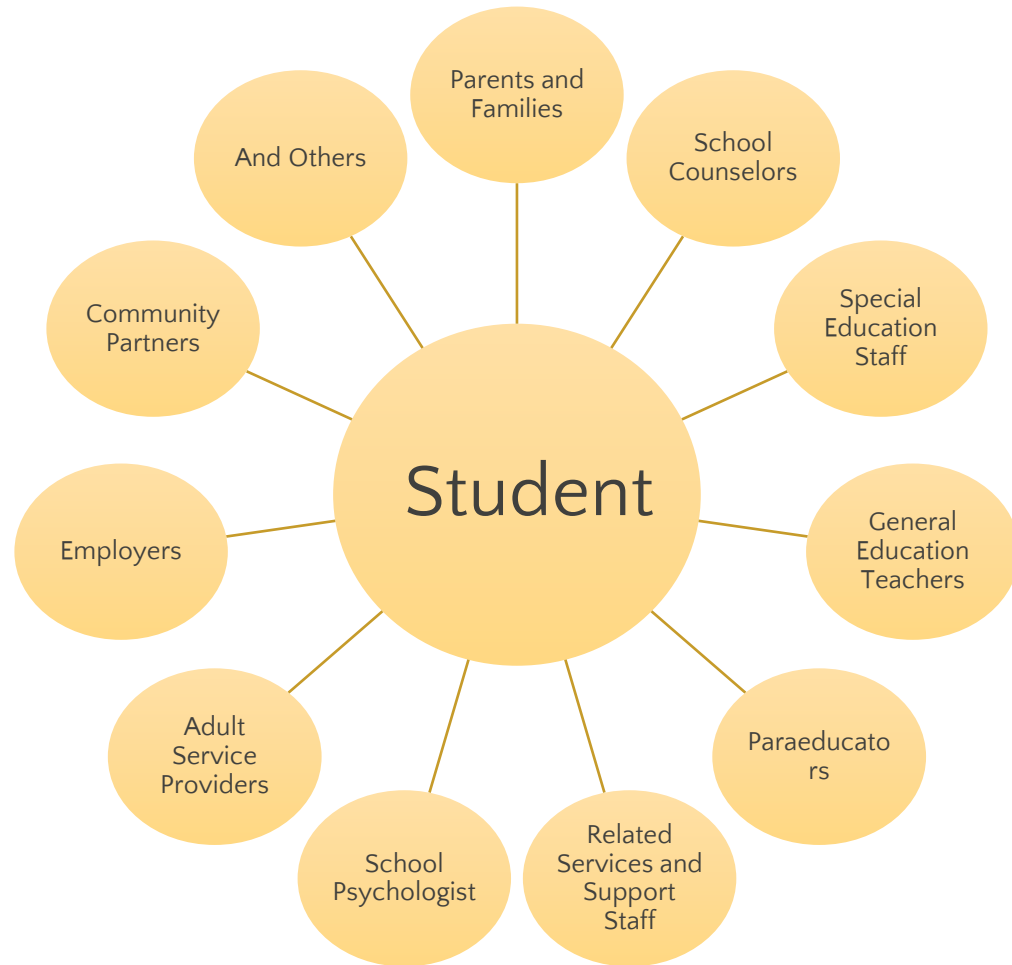 Parents and
Families
School
Counselors
Special
Education
Staff
General
Education
Teachers
Paraeducato
rs
Related
Services and
Support
Staff
School
Psychologist
Adult
Service
Providers
Employers
Community
Partners
And Others
Student